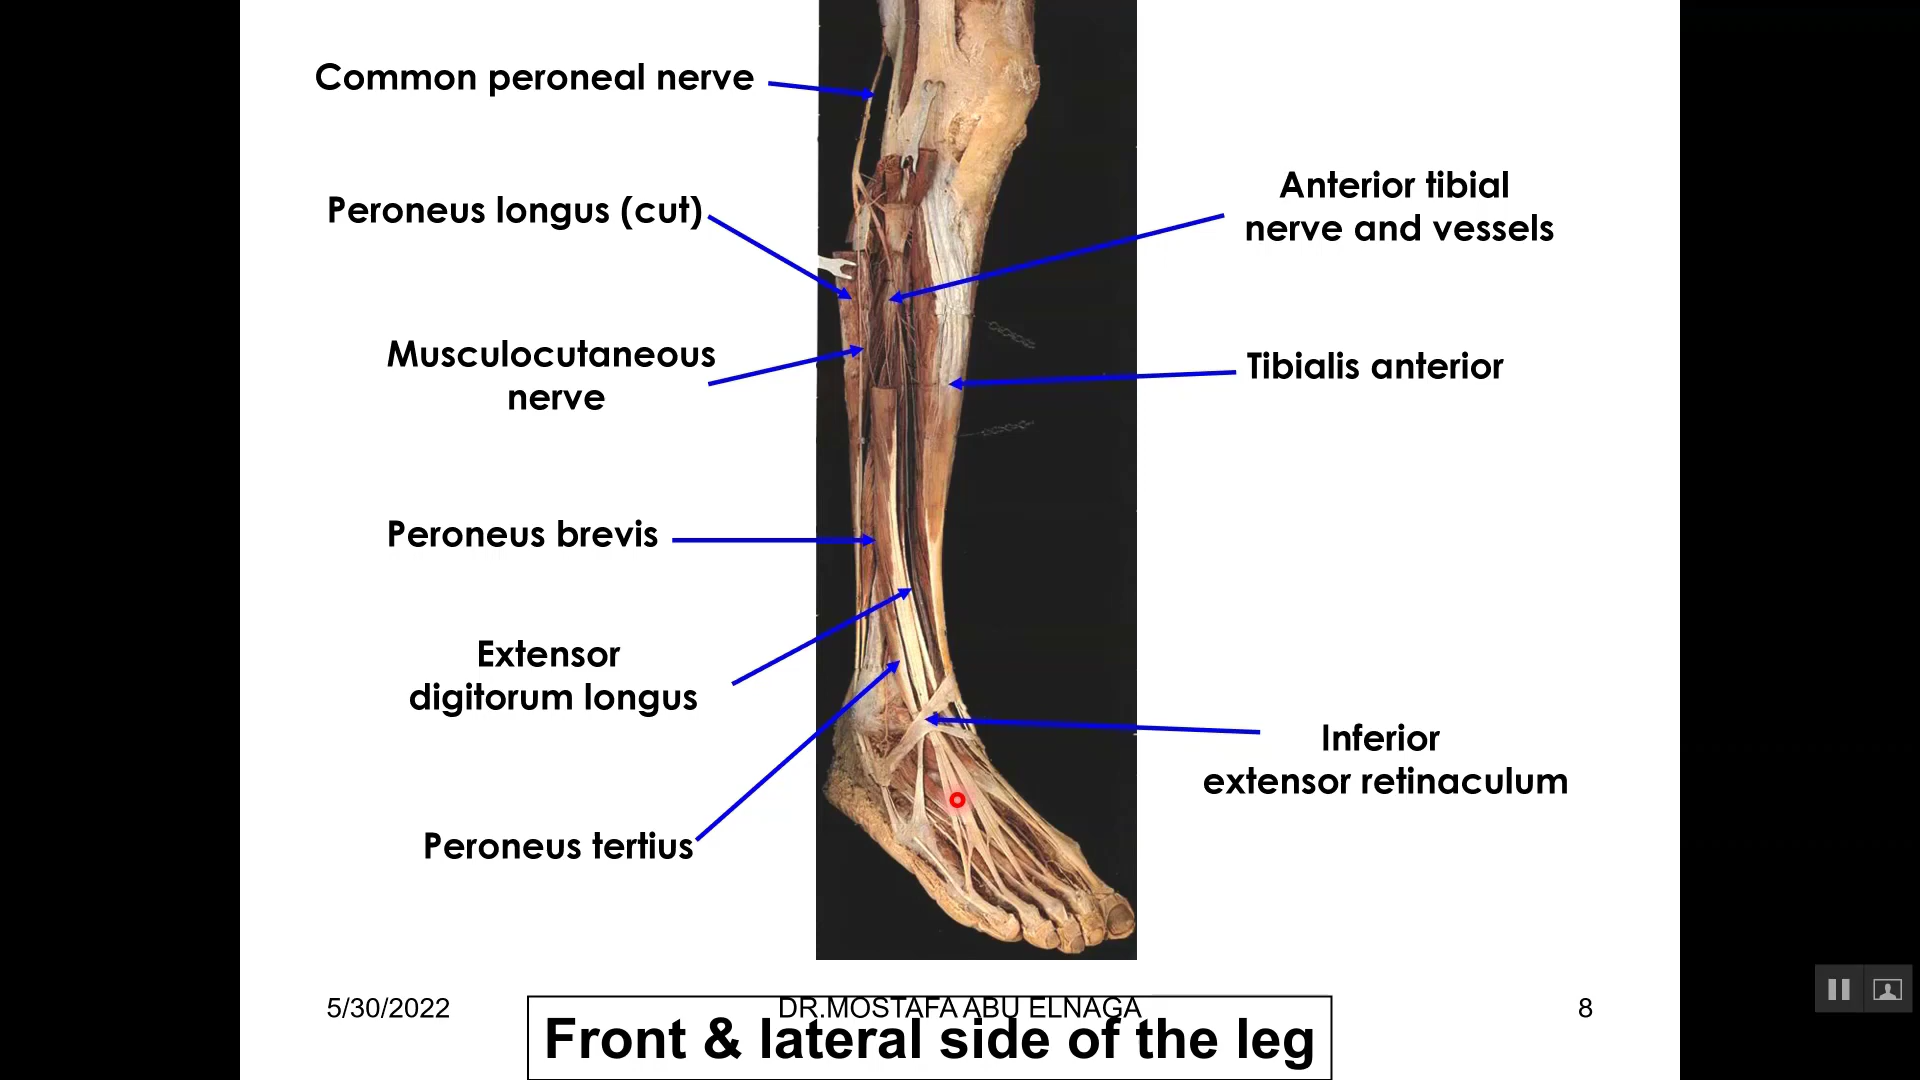 Common peroneal nerve
Peroneus longus (cut)
Musculocutaneous
nerve
Peroneus brevis
Extensor
digitorum longus
Peroneus tertius
Anterior tibial
nerve and vessels
Tibialis anterior
Inferior
extensor retinaculum
5/30/2022
DR.MOSTAFA ABU ELNAGA
8
Front & lateral side of the leg